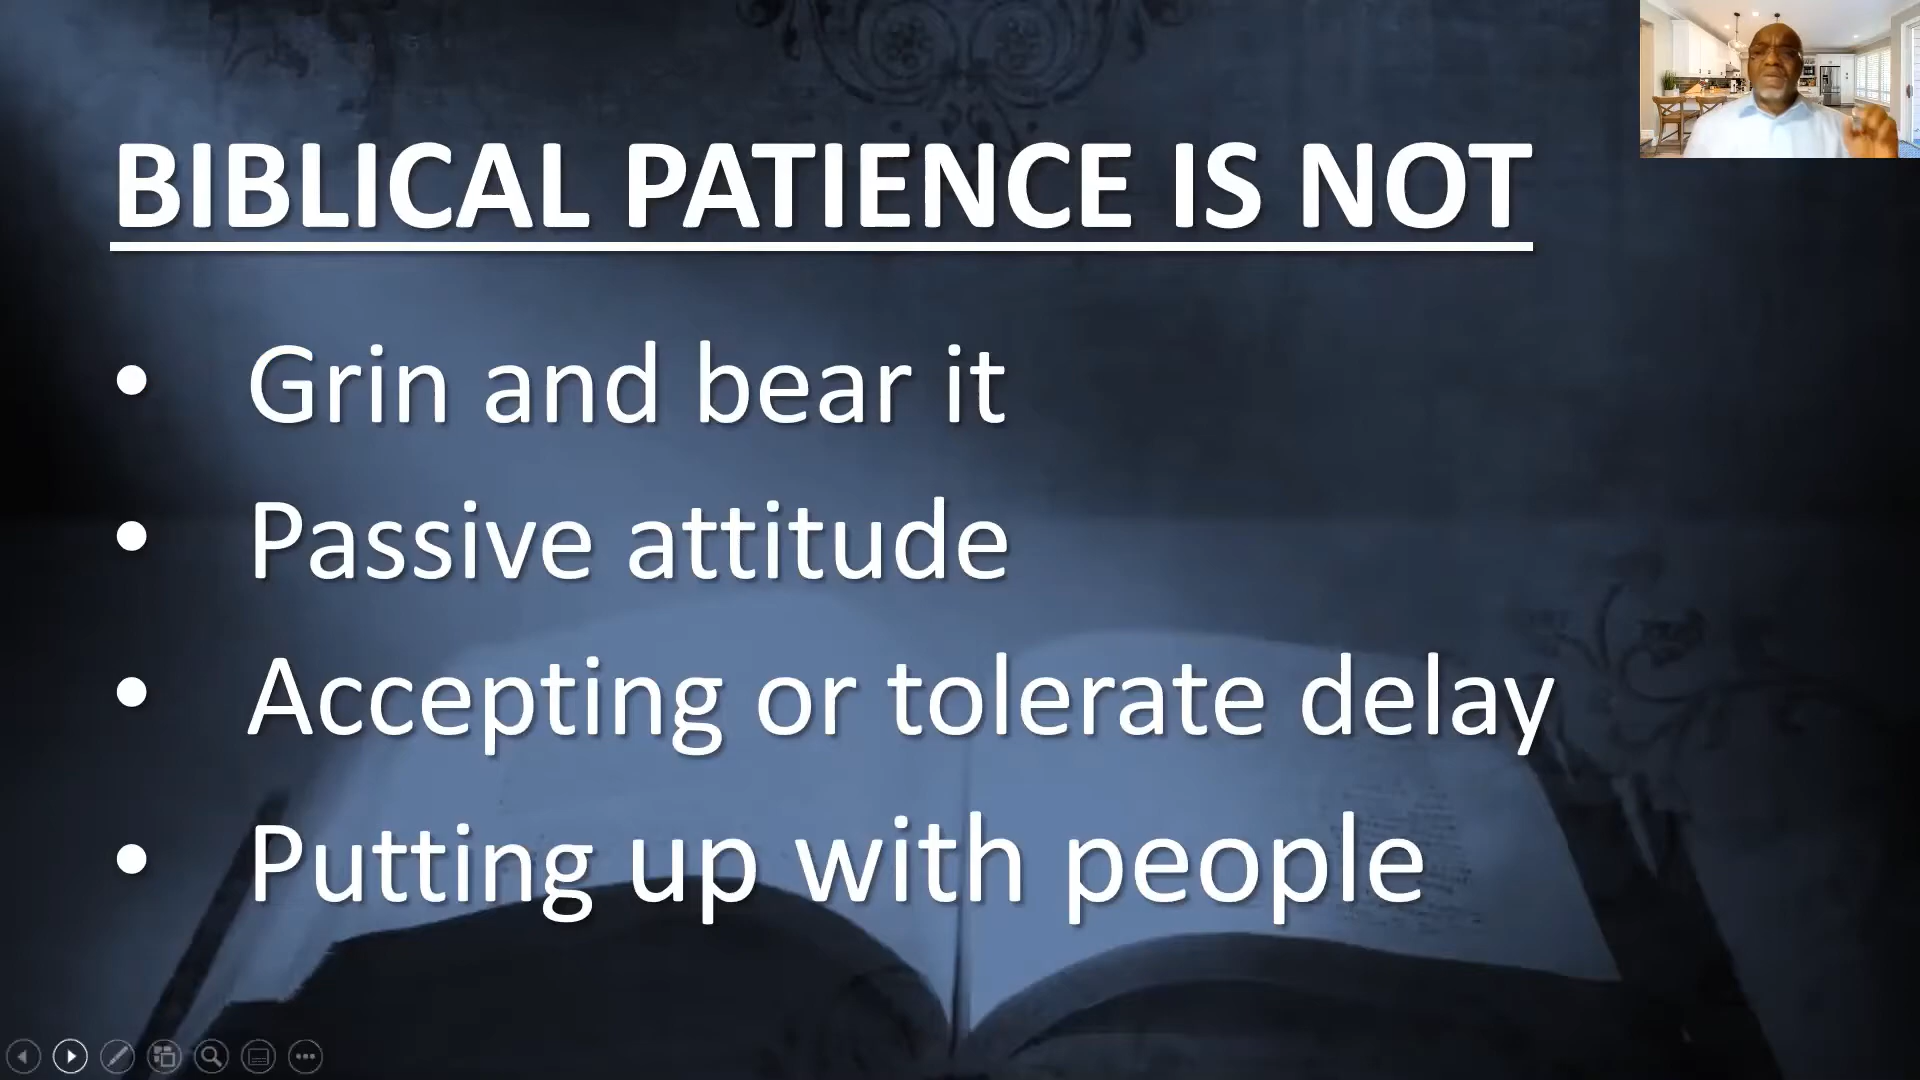 BIBLICAL PATIENCE IS NOT
• Grin and bear it
• Passive attitude
• Accepting or tolerate delay
• Putting up with people